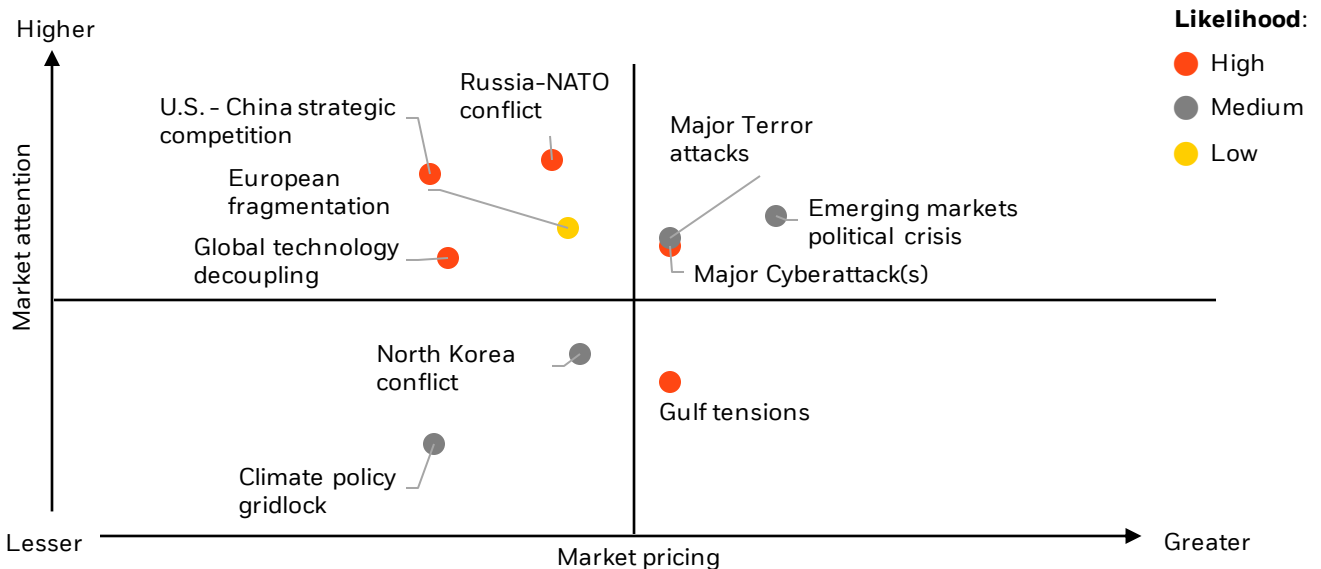 Higher
Likelihood:
High
Medium
Low
Russia-NATO
conflict
U.S. - China strategic
competition
Major Terror
attacks
European
fragmentation
Emerging markets
political crisis
Global technology
decoupling
Major Cyberattack(s)
Market attention
North Korea
conflict
Gulf tensions
Climate policy
gridlock
Lesser
Market pricing
Greater